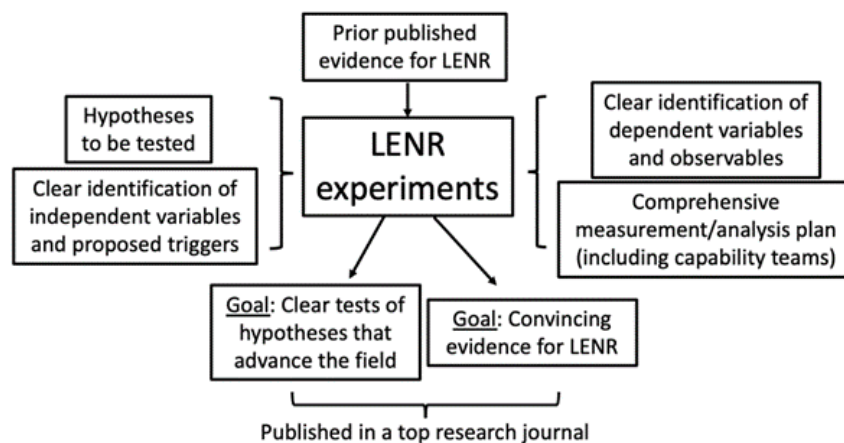 Prior published
evidence for LENR
Hypotheses
to be tested
Clear identification of
independent variables
and proposed triggers
LENR
experiments
Clear identification of
dependent variables
and observables
Comprehensive
measurement/analysis plan
(including capability teams)
Goal: Clear tests of
hypotheses that
advance the field
Goal: Convincing
evidence for LENR
Published in a top research journal